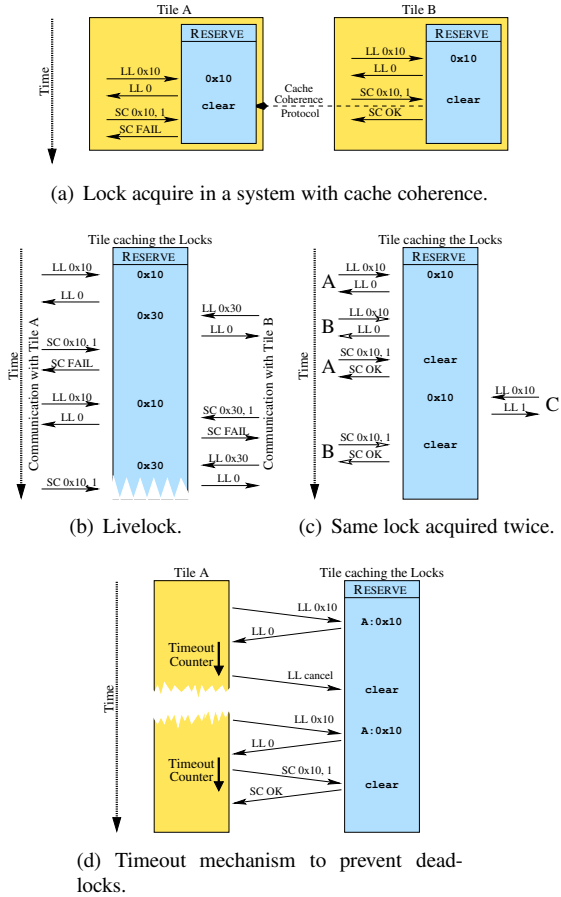 Tile A
Tile B
RESERVE
RESERVE
Time
LL 0x10
LL 0
0x10
clear
SC 0x10, 1
SC FAIL
Cache
Coherence
Protocol
LL 0x10
LL 0
0x10
SC 0x10, 1
clear
SC OK
(a) Lock acquire in a system with cache coherence.
Tile caching the Locks
RESERVE
Time
Communication with Tile A
Communication with Tile B
LL 0x10
0x10
LL 0
0x30
LL 0x30
LL 0
SC 0x10, 1
SC FAIL
LL 0x10
0x10
LL 0
SC 0x30, 1
SC FAIL
0x30
LL 0x30
SC 0x10, 1
LL 0
(b) Livelock.
Tile caching the Locks
RESERVE
Time
LL 0x10
0x10
A
LL 0
LL 0x10
B
LL 0
SC 0x10, 1
clear
A
SC OK
0x10
LL 0x10
C
LL 1
SC 0x10, 1
clear
B
SC OK
(c) Same lock acquired twice.
Tile A
Tile caching the Locks
RESERVE
Time
LL 0x10
A:0x10
LL 0
Timeout
Counter
LL cancel
clear
LL 0x10
A:0x10
LL 0
Timeout
Counter
SC 0x10, 1
clear
SC OK
(d) Timeout mechanism to prevent dead-
locks.